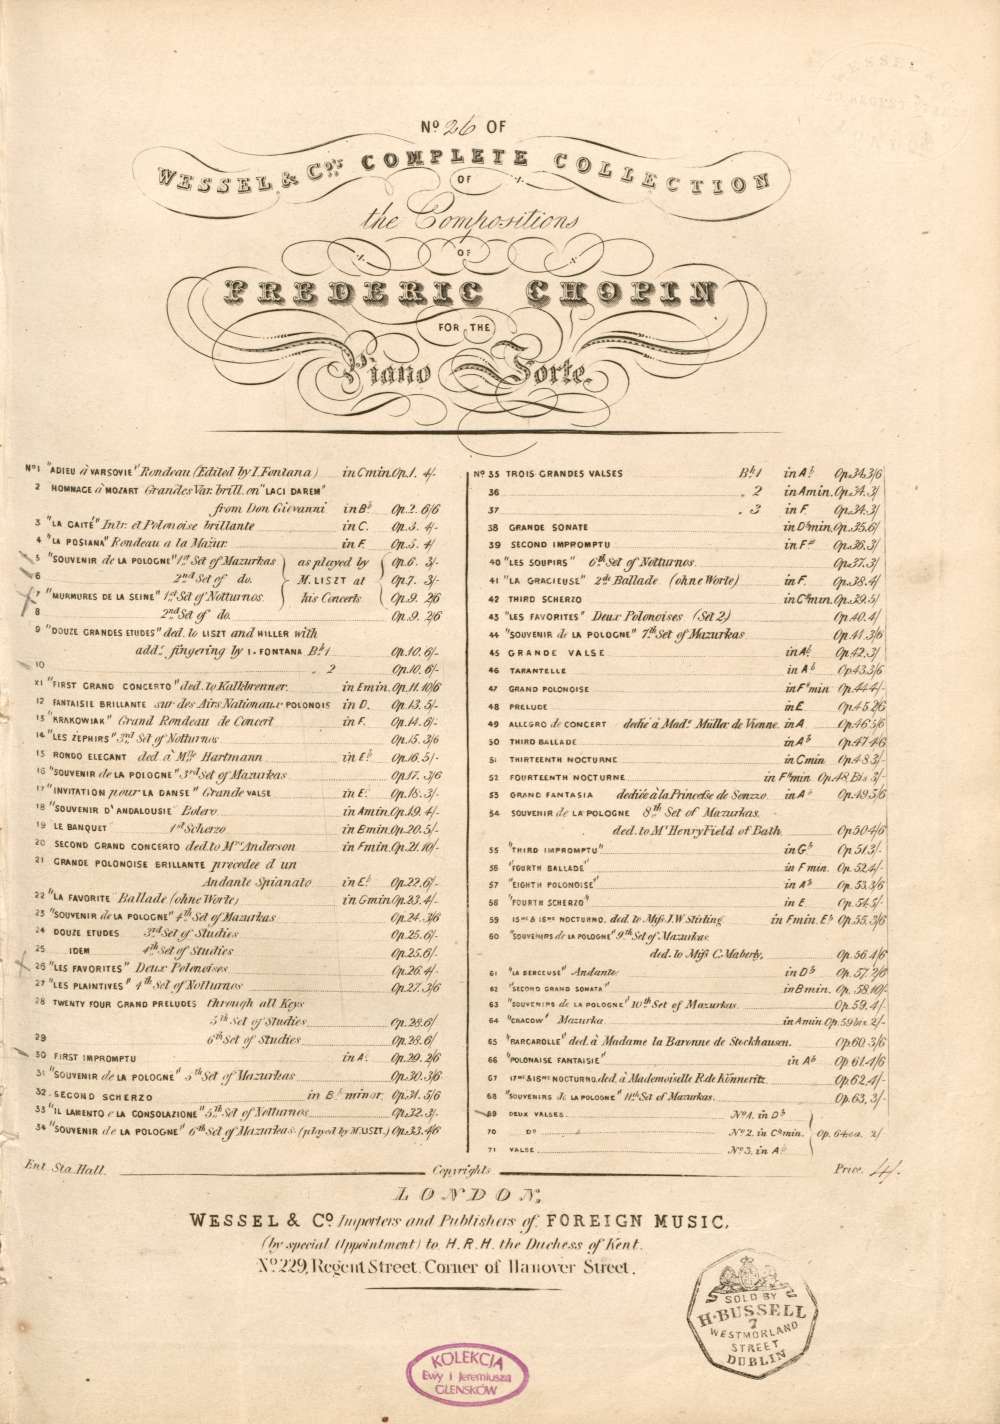 No. 26 OF
WESSEL & Cos. COMPLETE COLLECTION
OF
the Compositions
OF
FREDERIC CHOPIN
FOR THE
Piano Forte.
No. 1 "ADIEU à VARSOVIE" Rondeau (Edited by I. Fontana) in C min. Op. 1. 4/-
2 HOMMAGE à MOZART Grandes Var. brill. on "LACI DAREM"
from Don Giovanni in B♭ Op. 2. 6/6
3 "LA GAITÉ" Intr. et Polonoise brillante in C. Op. 3. 4/-
4 "LA POSIANA" Rondeau a la Mazur. in F. Op. 5. 4/
5 "SOUVENIR de LA POLOGNE" 1st Set of Mazurkas as played by Op. 6. 3/-
6 2nd Set of do. M. LISZT at Op. 7. 3/-
7 "MURMURES DE LA SEINE" 1st Set of Notturnos. his Concerts Op. 9. 2/6
8 2nd Set of do. Op. 9. 2/6
9 "DOUZE GRANDES ETUDES" ded. to LISZT and HILLER with
add. fingering by I. FONTANA Bk. 1 Op. 10. 6/-
10 2 Op. 10. 6/-
11 "FIRST GRAND CONCERTO" ded. to Kalkbrenner. in E min. Op. 11. 10/6
12 FANTAISIE BRILLANTE sur des Airs Nationaux POLONOIS in D. Op. 13. 5/-
13 "KRAKOWIAK" Grand Rondeau de Concert in F. Op. 14. 6/-
14 "LES ZEPHIRS" 3rd Set of Notturnos Op. 15. 3/6
15 RONDO ELEGANT ded. à Mlle Hartmann in E♭ Op. 16. 5/-
16 "SOUVENIR de LA POLOGNE" 3rd Set of Mazurkas Op. 17. 3/6
17 "INVITATION pour LA DANSE" Grande VALSE in E♭ Op. 18. 3/-
18 "SOUVENIR D'ANDALOUSIE" Bolero in A min. Op. 19. 4/-
19 LE BANQUET 1st Scherzo in B min. Op. 20. 5/-
20 SECOND GRAND CONCERTO ded. to Mrs Anderson in F min. Op. 21. 10/-
21 GRANDE POLONOISE BRILLANTE precedee d un
Andante Spianato in E♭ Op. 22. 6/-
22 "LA FAVORITE" Ballade (ohne Worte) in G min. Op. 23. 4/-
23 "SOUVENIR de LA POLOGNE" 4th Set of Mazurkas Op. 24. 3/6
24 DOUZE ETUDES 3rd Set of Studies Op. 25. 6/-
25 IDEM 4th Set of Studies Op. 25. 6/-
26 "LES FAVORITES" Deux Polonoises Op. 26. 4/
27 "LES PLAINTIVES" 4th Set of Notturnos Op. 27. 3/6
28 TWENTY FOUR GRAND PRELUDES through all Keys
5th Set of Studies Op. 28. 6/
29 6th Set of Studies Op. 28. 6/
30 FIRST IMPROMPTU in A♭ Op. 29. 2/6
31 "SOUVENIR de LA POLOGNE" 5th Set of Mazurkas Op. 30. 3/6
32 SECOND SCHERZO in B♭ minor. Op. 31. 5/6
33 "IL LAMENTO e LA CONSOLAZIONE" 5th Set of Notturnos Op. 32. 3/
34 "SOUVENIR de LA POLOGNE" 6th Set of Mazurkas. (played by M. LISZT.) Op. 33. 4/6
No. 35 TROIS GRANDES VALSES Bk. 1 in A♭ Op. 34. 3/6
36 2 in A min. Op. 34. 3/
37 3 in F. Op. 34. 3/
38 GRANDE SONATE in D♭ min. Op. 35. 6/
39 SECOND IMPROMPTU in F# Op. 36. 3/
40 "LES SOUPIRS" 6th Set of Notturnos. Op. 37. 3/
41 "LA GRACIEUSE" 2nd Ballade (ohne Worte) in F. Op. 38. 4/
42 THIRD SCHERZO in C# min. Op. 39. 5/
43 "LES FAVORITES" Deux Polonoises (Set 2) Op. 40. 4/
44 "SOUVENIR de LA POLOGNE" 7th Set of Mazurkas Op. 41. 3/6
45 GRANDE VALSE in A♭ Op. 42. 3/
46 TARANTELLE in A♭ Op. 43. 3/6
47 GRAND POLONOISE in F# min. Op. 44. 4/-
48 PRELUDE in E Op. 45. 2/6
49 ALLEGRO de CONCERT dedié à Madle Müller de Vienne. in A Op. 46. 5/6
50 THIRD BALLADE in A♭ Op. 47. 4/6
51 THIRTEENTH NOCTURNE in C min. Op. 48. 3/
52 FOURTEENTH NOCTURNE in F# min. Op. 48. Bis 3/-
53 GRAND FANTASIA dediée à la Princesse de Souzzo. in A♭ Op. 49. 5/6
54 SOUVENIR de LA POLOGNE 8th Set of Mazurkas.
ded. to Mr Henry Field of Bath Op. 50. 4/6
55 "THIRD IMPROMPTU" in G♭ Op. 51. 3/-
56 "FOURTH BALLADE" in F min. Op. 52. 4/
57 "EIGHTH POLONOISE" in A♭ Op. 53. 3/6
58 "FOURTH SCHERZO" in E Op. 54. 5/
59 15me & 16me NOCTURNO. ded. to Miss J. W. Stirling in F min. E♭ Op. 55. 3/6
60 "SOUVENIRS de LA POLOGNE" 9th Set of Mazurkas.
ded. to Miss C. Maberly. Op. 56. 4/6
61 "LA BERCEUSE" Andante in D♭ Op. 57. 2/6
62 "SECOND GRAND SONATA" in B min. Op. 58. 10/-
63 "SOUVENIRS de LA POLOGNE" 10th Set of Mazurkas. Op. 59. 4/
64 "CRACOW" Mazurka in A min. Op. 59 bis 2/-
65 "BARCAROLLE" ded. à Madame la Baronne de Stockhausen. Op. 60. 3/6
66 "POLONAISE FANTAISIE" in A♭ Op. 61. 4/6
67 17me & 18me NOCTURNO. ded. à Mademoiselle R. de Könneritz. Op. 62. 4/-
68 "SOUVENIRS de LA POLOGNE" 11th Set of Mazurkas. Op. 63. 3/-
69 DEUX VALSES No. 1. in D♭
70 Do No. 2. in C# min. Op. 64 ea. 2/
71 VALSE No. 3. in A♭
Ent. Sta. Hall. Copyrights Price. 4/-
LONDON,
WESSEL & Co. Importers and Publishers of FOREIGN MUSIC,
(by special Appointment) to H.R.H. the Duchess of Kent.
No. 229, Regent Street, Corner of Hanover Street.
SOLD BY
H. BUSSELL
7
WESTMORLAND
STREET
DUBLIN
KOLEKCJA
Ewy i Jeremiusza
GLENSKÓW